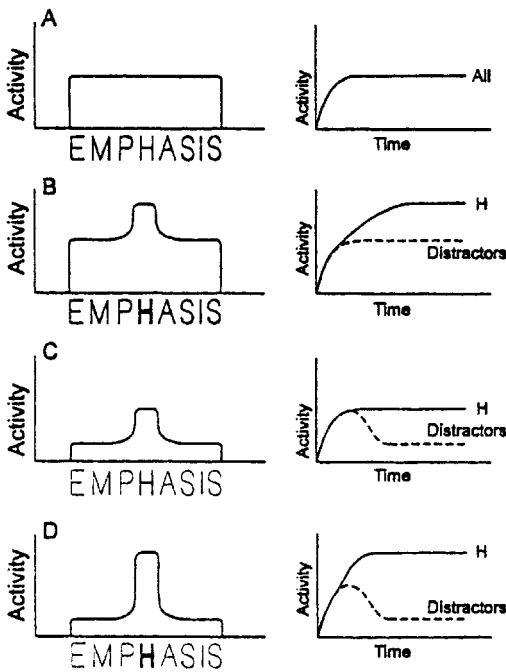 A
Activity
EMPHASIS
Activity
All
Time
B
Activity
EMPHASIS
Activity
H
Distractors
Time
C
Activity
EMPHASIS
Activity
H
Distractors
Time
D
Activity
EMPHASIS
Activity
H
Distractors
Time